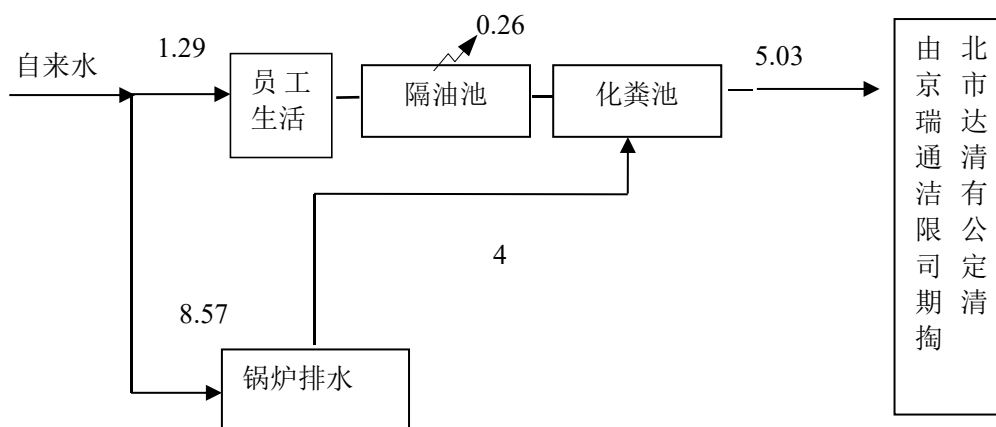 0.26
1.29
5.03
自来水
员工
生活
隔油池
化粪池
由北
京市
瑞达
通清
洁有
限公
司定
期清
掏
4
8.57
锅炉排水